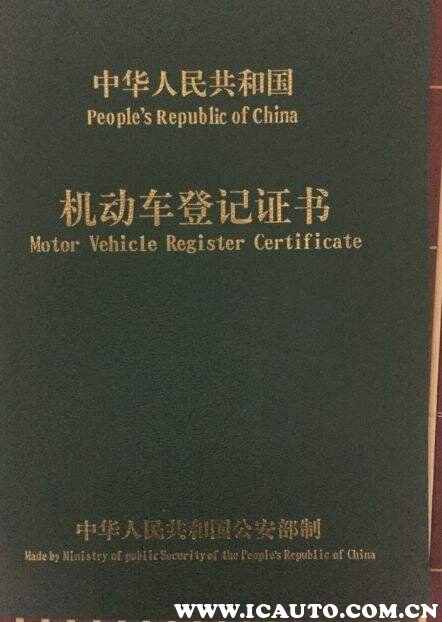 中华人民共和国
People's Republic of China
机动车登记证书
Motor Vehicle Register Certificate
中华人民共和国公安部制
Made by Ministry of public Security of the People's Republic of China
WWW.ICAUTO.COM.CN